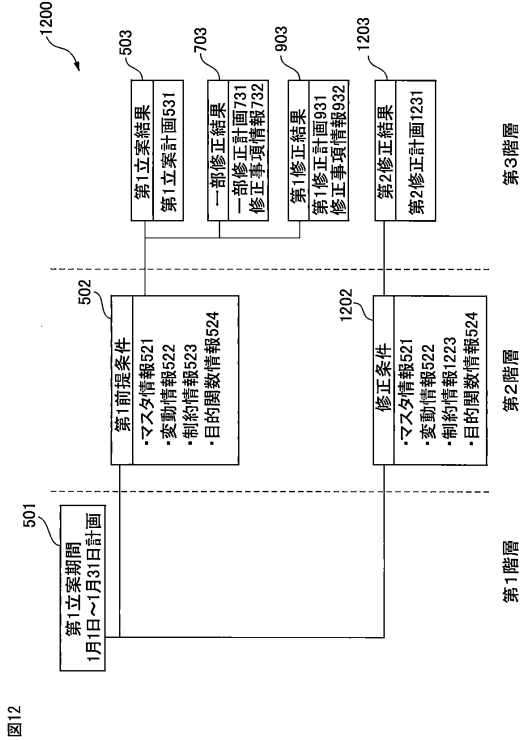 図12
1200
501
第1立案期間
1月1日～1月31日計画
502
第1前提条件
・マスタ情報521
・変動情報522
・制約情報523
・目的関数情報524
503
第1立案結果
第1立案計画531
703
一部修正結果
一部修正計画731
修正事項情報732
903
第1修正結果
第1修正計画931
修正事項情報932
1202
修正条件
・マスタ情報521
・変動情報522
・制約情報1223
・目的関数情報524
1203
第2修正結果
第2修正計画1231
第1階層
第2階層
第3階層